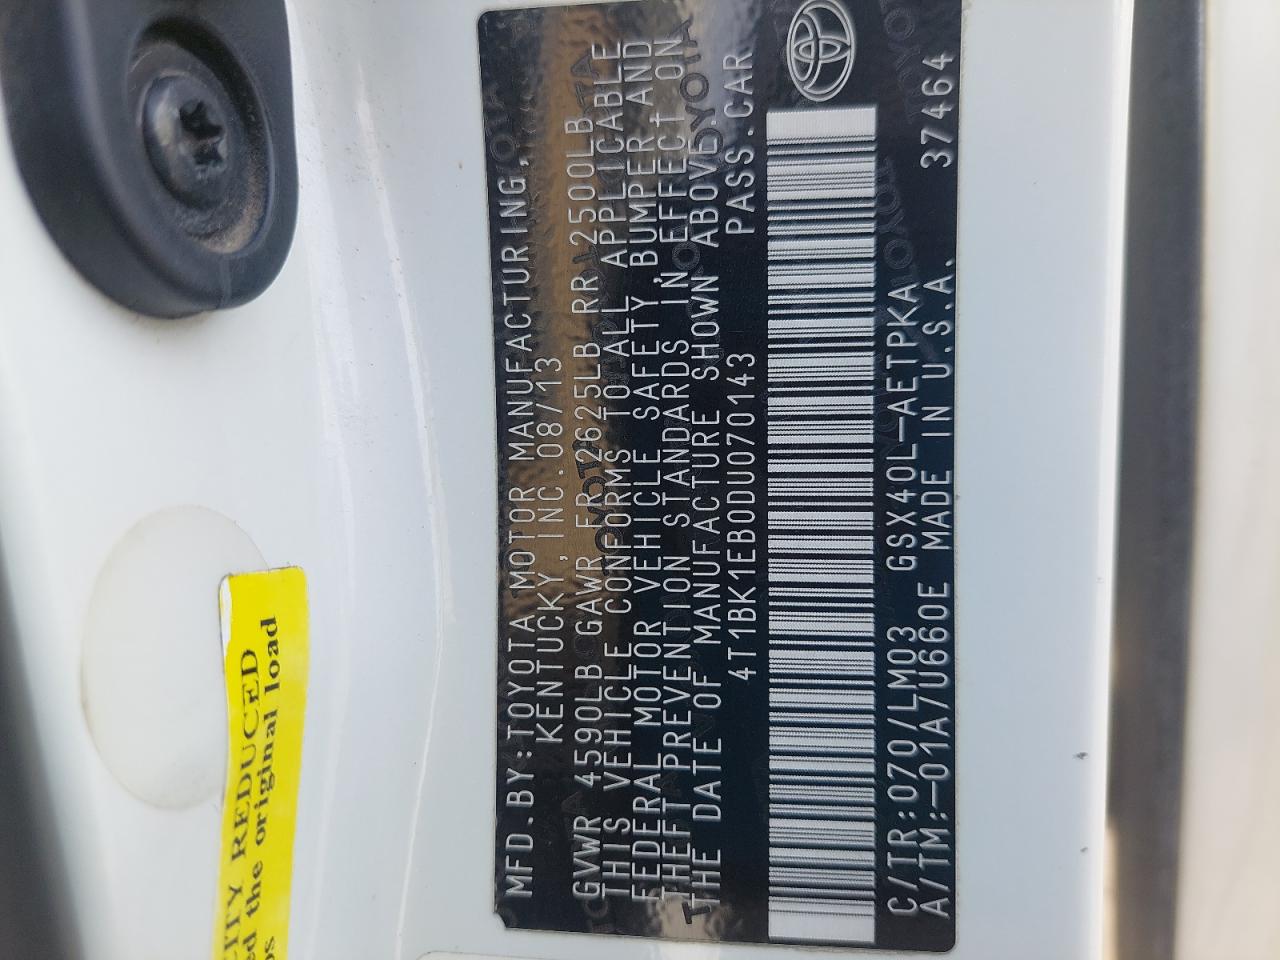 MFD.BY:TOYOTA MOTOR MANUFACTURING,
KENTUCKY,INC.08/13
GVWR 4590LB GAWR FR 2625LB RR 2500LB
THIS VEHICLE CONFORMS TO ALL APPLICABLE
FEDERAL MOTOR VEHICLE SAFETY,BUMPER AND
THEFT PREVENTION STANDARDS IN EFFECT ON
THE DATE OF MANUFACTURE SHOWN ABOVE.
4T1BK1EB0DU070143 PASS.CAR
C/TR:070/LM03 GSX40L-AETPKA
A/TM:-01A/U660E MADE IN U.S.A. 37464
REDUCED
the original load